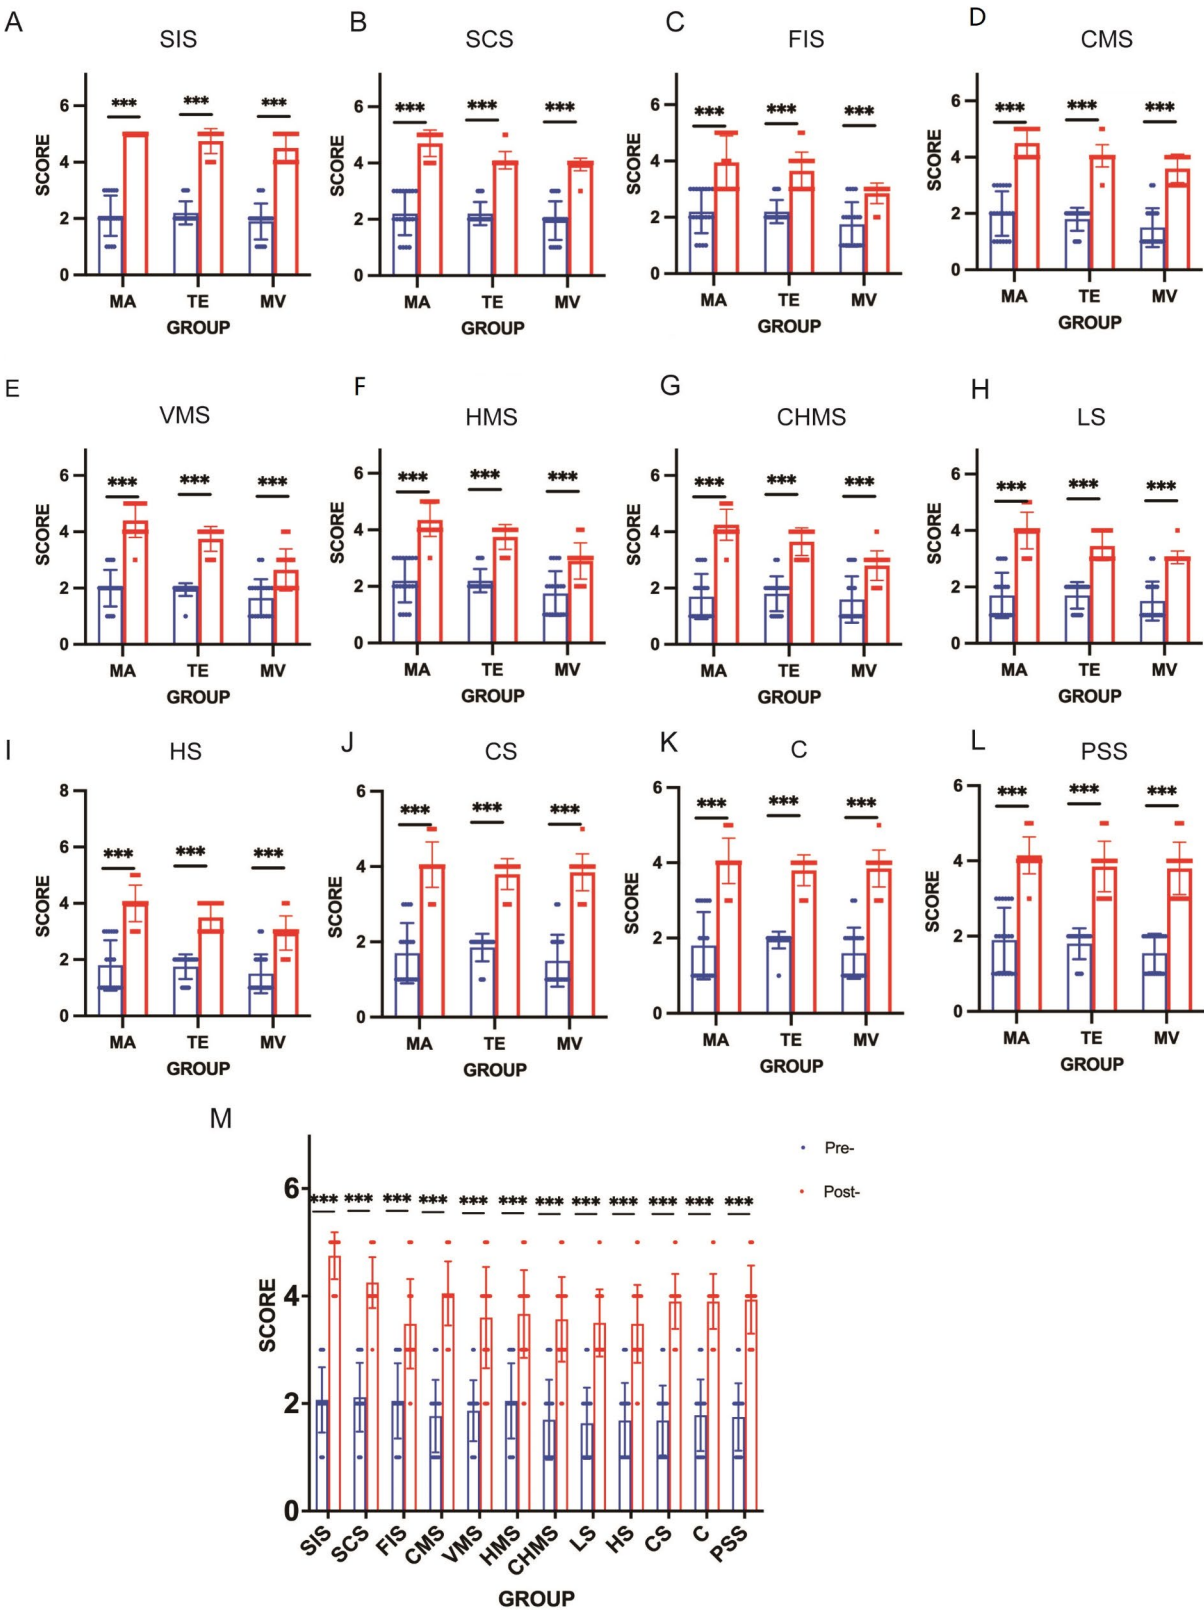 A
SIS
SCORE
6
4
2
0
***
***
***
MA
TE
MV
GROUP
B
SCS
SCORE
6
4
2
0
***
***
***
MA
TE
MV
GROUP
C
FIS
SCORE
6
4
2
0
***
***
***
MA
TE
MV
GROUP
D
CMS
SCORE
6
4
2
0
***
***
***
MA
TE
MV
GROUP
E
VMS
SCORE
6
4
2
0
***
***
***
MA
TE
MV
GROUP
F
HMS
SCORE
6
4
2
0
***
***
***
MA
TE
MV
GROUP
G
CHMS
SCORE
6
4
2
0
***
***
***
MA
TE
MV
GROUP
H
LS
SCORE
6
4
2
0
***
***
***
MA
TE
MV
GROUP
I
HS
SCORE
8
6
4
2
0
***
***
***
MA
TE
MV
GROUP
J
CS
SCORE
6
4
2
0
***
***
***
MA
TE
MV
GROUP
K
C
SCORE
6
4
2
0
***
***
***
MA
TE
MV
GROUP
L
PSS
SCORE
6
4
2
0
***
***
***
MA
TE
MV
GROUP
M
Pre-
Post-
SCORE
6
4
2
0
***
***
***
***
***
***
***
***
***
***
***
***
SIS
SCS
FIS
CMS
VMS
HMS
CHMS
LS
HS
CS
C
PSS
GROUP